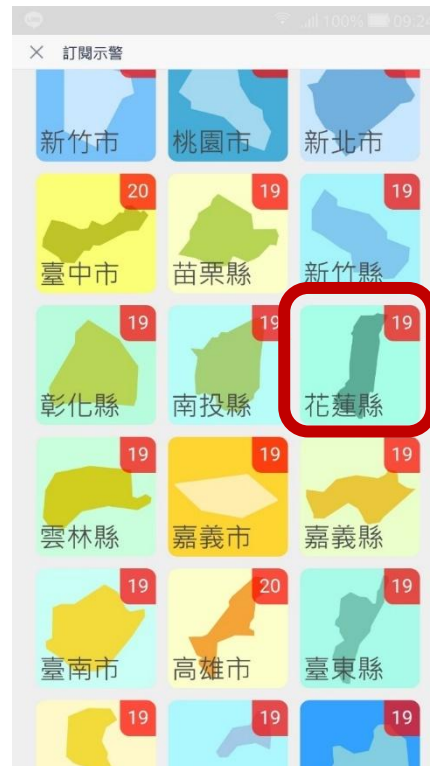 100% 09:24
訂閱示警
新竹市 桃園市 新北市
20 19 19
臺中市 苗栗縣 新竹縣
19 19 19
彰化縣 南投縣 花蓮縣
19 19 19
雲林縣 嘉義市 嘉義縣
19 20 19
臺南市 高雄市 臺東縣
19 19 19